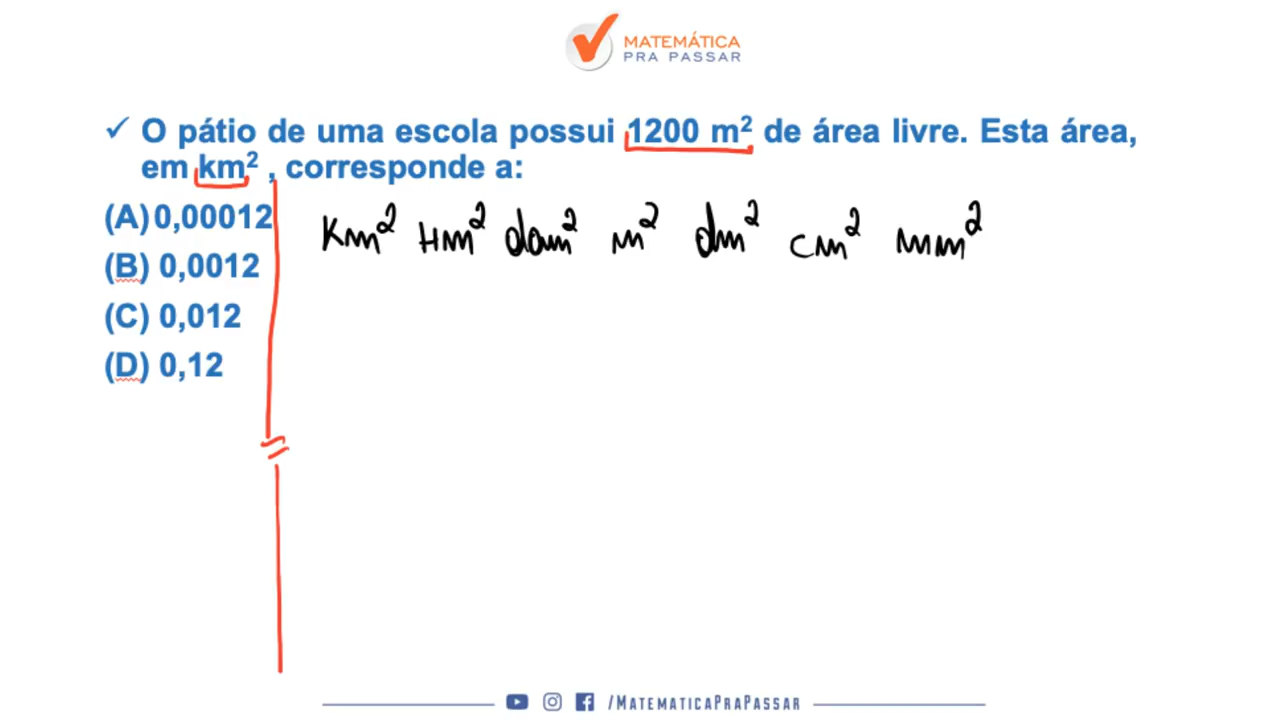 MATEMÁTICA
PRA PASSAR
✓ O pátio de uma escola possui 1200 m² de área livre. Esta área,
em km² , corresponde a:
(A) 0,00012
(B) 0,0012
(C) 0,012
(D) 0,12
Km² Hm² dam² m² dm² cm² mm²
/MatematicaPraPassar